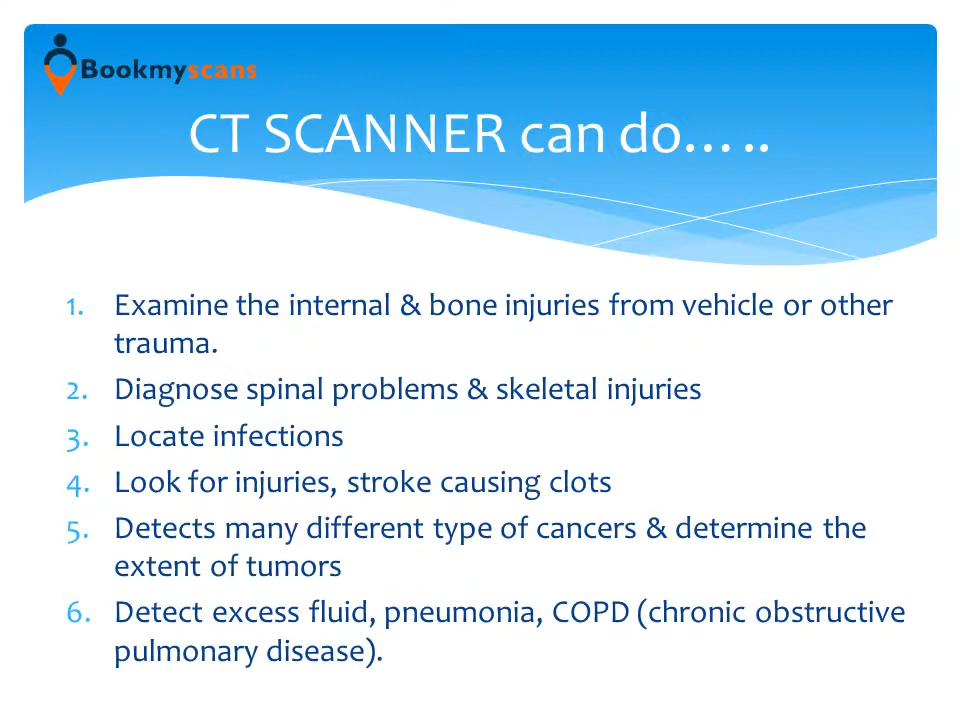 Bookmyscans
CT SCANNER can do.....
1. Examine the internal & bone injuries from vehicle or other
trauma.
2. Diagnose spinal problems & skeletal injuries
3. Locate infections
4. Look for injuries, stroke causing clots
5. Detects many different type of cancers & determine the
extent of tumors
6. Detect excess fluid, pneumonia, COPD (chronic obstructive
pulmonary disease).